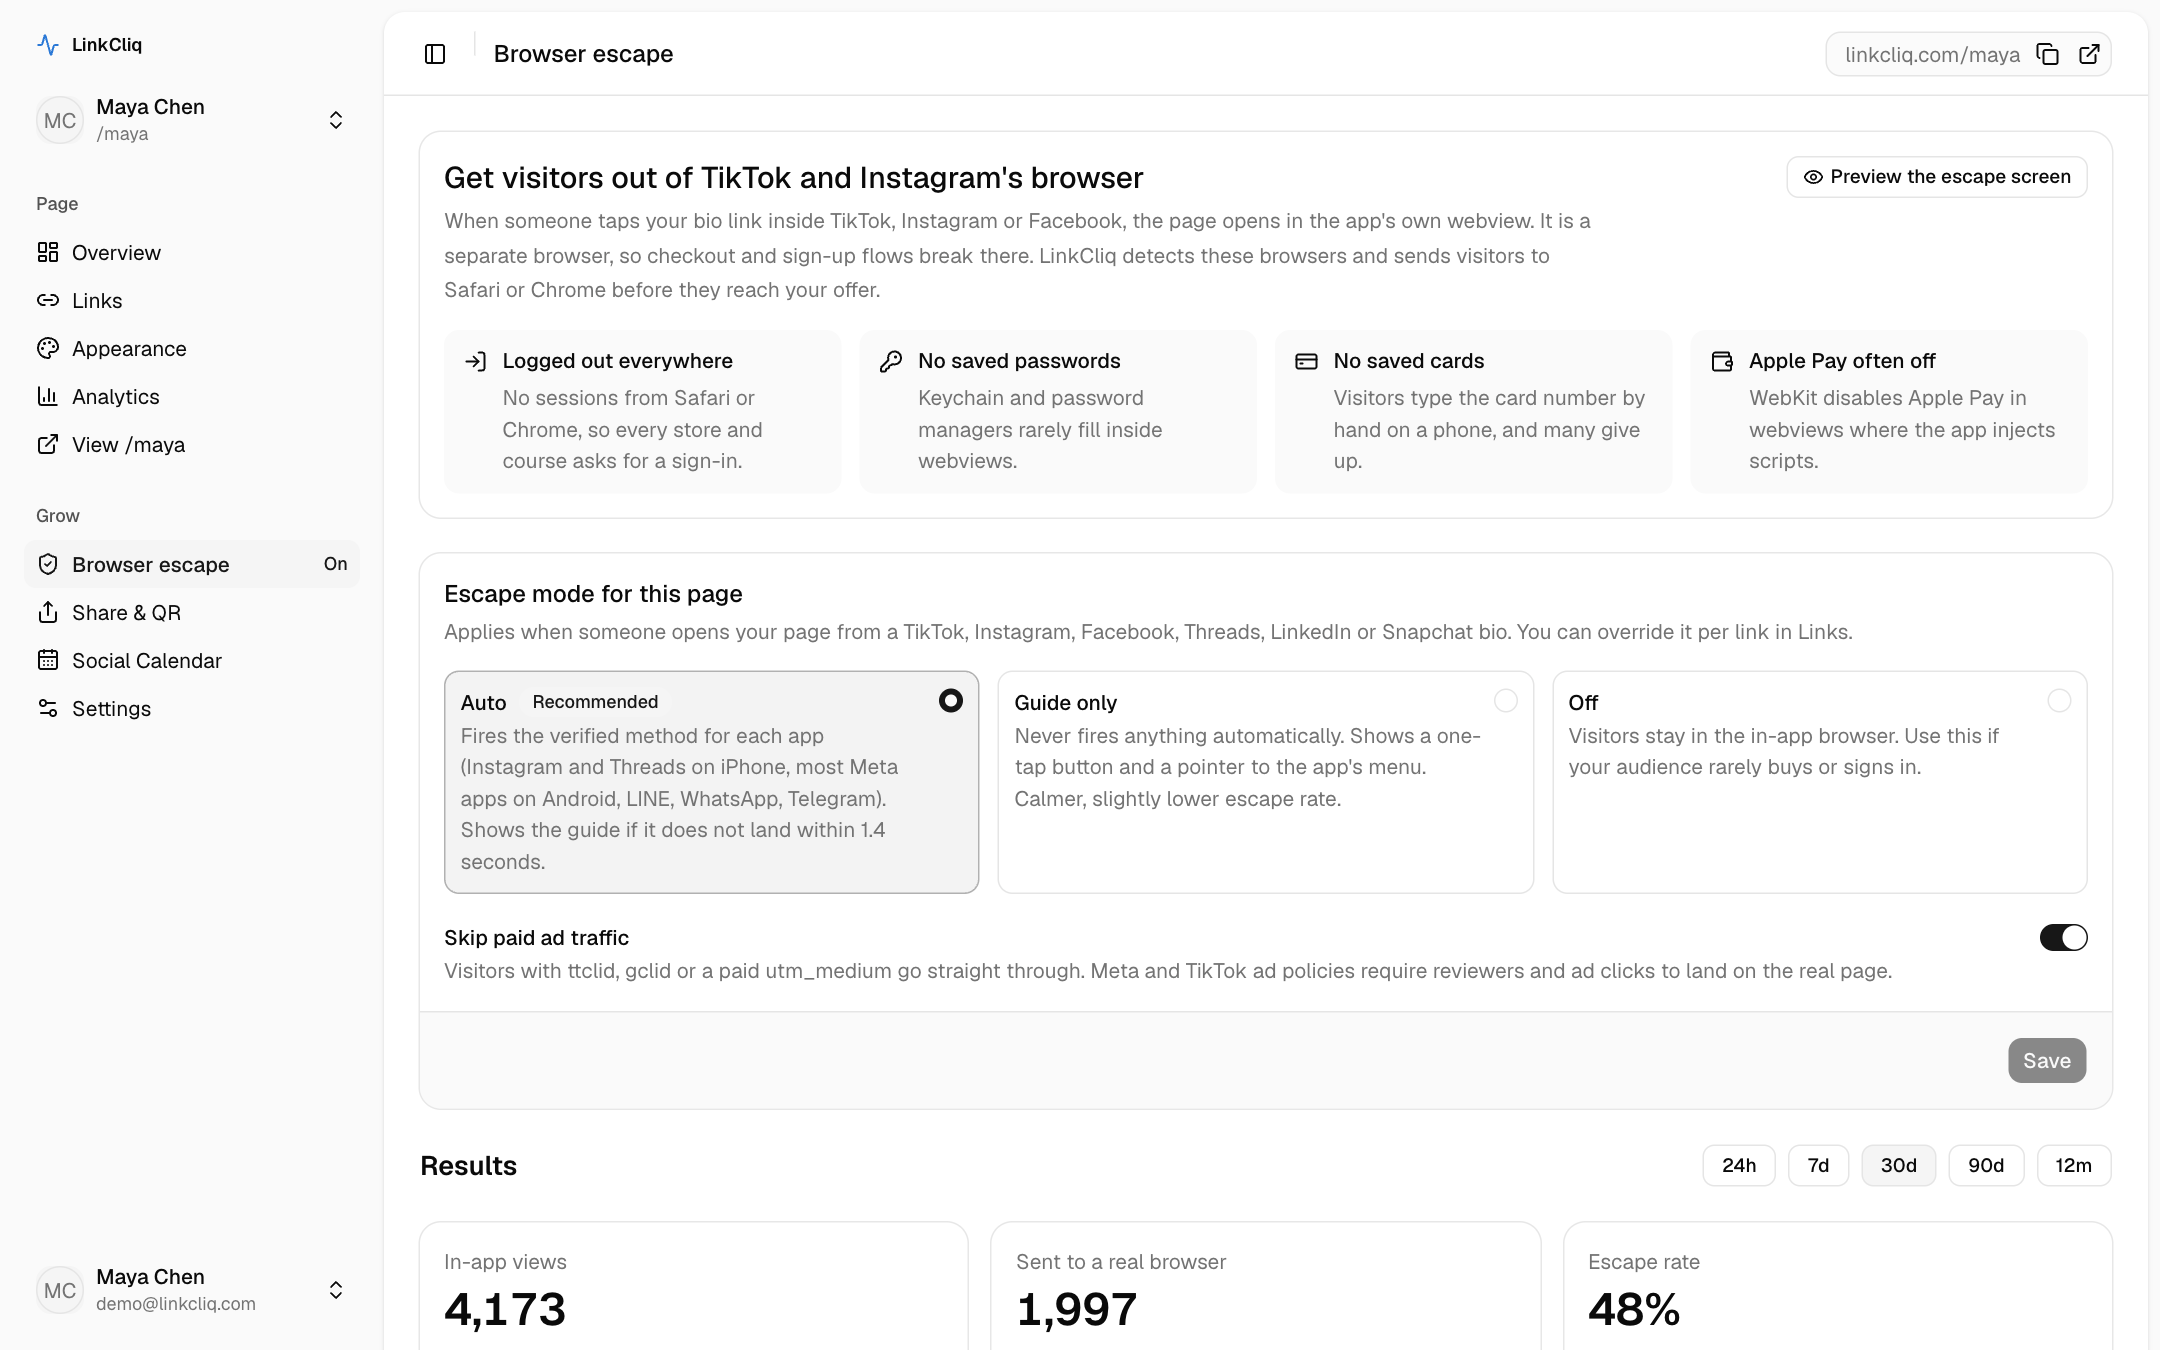 LinkCliq
MC
Maya Chen
/maya
Page
Overview
Links
Appearance
Analytics
View /maya
Grow
Browser escape
On
Share & QR
Social Calendar
Settings
MC
Maya Chen
demo@linkcliq.com
Browser escape
linkcliq.com/maya
Get visitors out of TikTok and Instagram's browser
Preview the escape screen
When someone taps your bio link inside TikTok, Instagram or Facebook, the page opens in the app's own webview. It is a
separate browser, so checkout and sign-up flows break there. LinkCliq detects these browsers and sends visitors to
Safari or Chrome before they reach your offer.
Logged out everywhere
No sessions from Safari or
Chrome, so every store and
course asks for a sign-in.
No saved passwords
Keychain and password
managers rarely fill inside
webviews.
No saved cards
Visitors type the card number by
hand on a phone, and many give
up.
Apple Pay often off
WebKit disables Apple Pay in
webviews where the app injects
scripts.
Escape mode for this page
Applies when someone opens your page from a TikTok, Instagram, Facebook, Threads, LinkedIn or Snapchat bio. You can override it per link in Links.
Auto
Recommended
Fires the verified method for each app
(Instagram and Threads on iPhone, most Meta
apps on Android, LINE, WhatsApp, Telegram).
Shows the guide if it does not land within 1.4
seconds.
Guide only
Never fires anything automatically. Shows a one-
tap button and a pointer to the app's menu.
Calmer, slightly lower escape rate.
Off
Visitors stay in the in-app browser. Use this if
your audience rarely buys or signs in.
Skip paid ad traffic
Visitors with ttclid, gclid or a paid utm_medium go straight through. Meta and TikTok ad policies require reviewers and ad clicks to land on the real page.
Save
Results
24h
7d
30d
90d
12m
In-app views
4,173
Sent to a real browser
1,997
Escape rate
48%